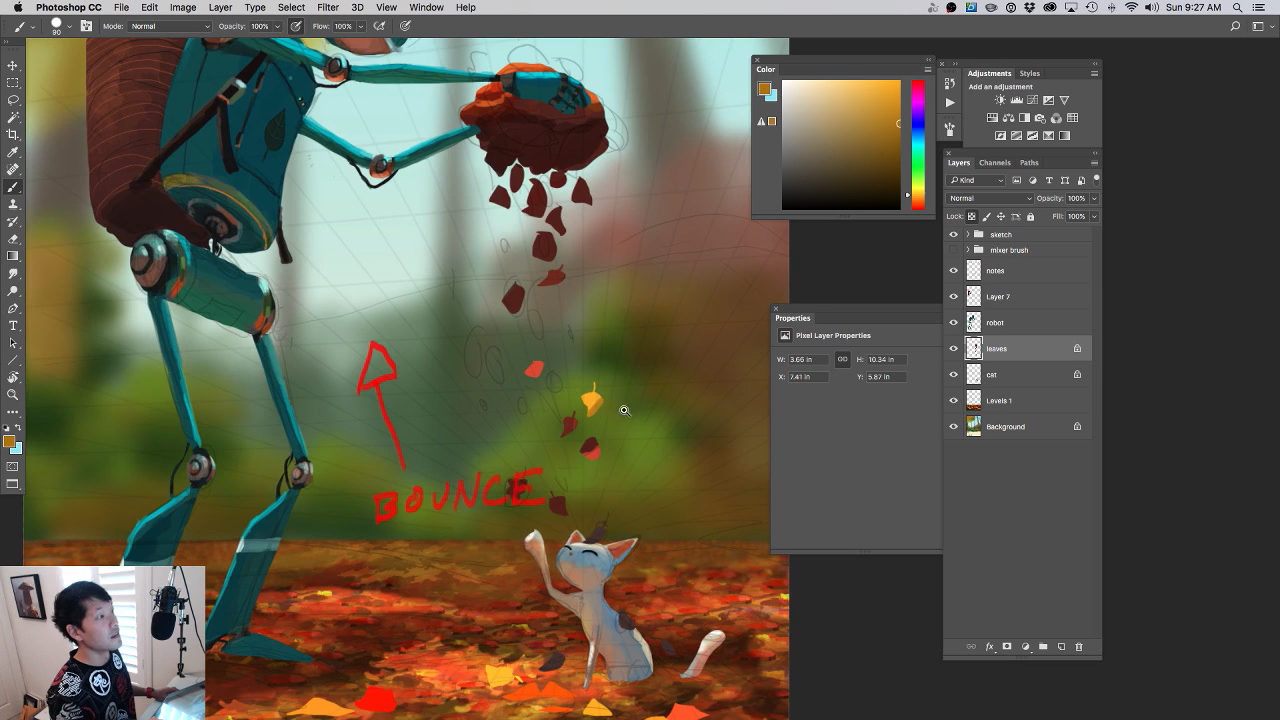 Photoshop CC File Edit Image Layer Type Select Filter 3D View Window Help
Sun 9:27 AM
90 Mode: Normal Opacity: 100% Flow: 100%
Color
Adjustments Styles
Add an adjustment
Layers Channels Paths
Kind
Normal Opacity: 100%
Lock: Fill: 100%
sketch
mixer brush
notes
Layer 7
robot
leaves
cat
Levels 1
Background
Properties
Pixel Layer Properties
W: 3.66 in H: 10.34 in
X: 7.41 in Y: 5.87 in
BOUNCE